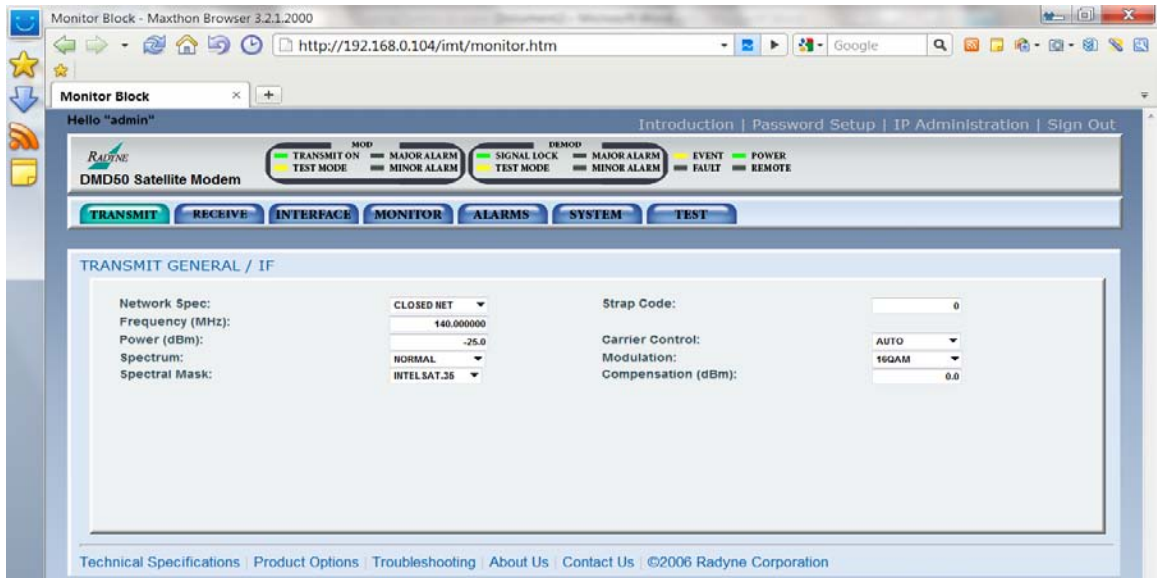 Monitor Block - Maxthon Browser 3.2.1.2000
http://192.168.0.104/imt/monitor.htm
Google
Monitor Block
Hello "admin"
Introduction | Password Setup | IP Administration | Sign Out
RADYNE
DMD50 Satellite Modem
MOD
TRANSMIT ON MAJOR ALARM
TEST MODE MINOR ALARM
DEMOD
SIGNAL LOCK MAJOR ALARM
TEST MODE MINOR ALARM
EVENT POWER
FAULT REMOTE
TRANSMIT RECEIVE INTERFACE MONITOR ALARMS SYSTEM TEST
TRANSMIT GENERAL / IF
Network Spec: CLOSED NET Strap Code: 0
Frequency (MHz): 140.000000
Power (dBm): -25.0 Carrier Control: AUTO
Spectrum: NORMAL Modulation: 16QAM
Spectral Mask: INTELSAT.35 Compensation (dBm): 0.0
Technical Specifications | Product Options | Troubleshooting | About Us | Contact Us | ©2006 Radyne Corporation